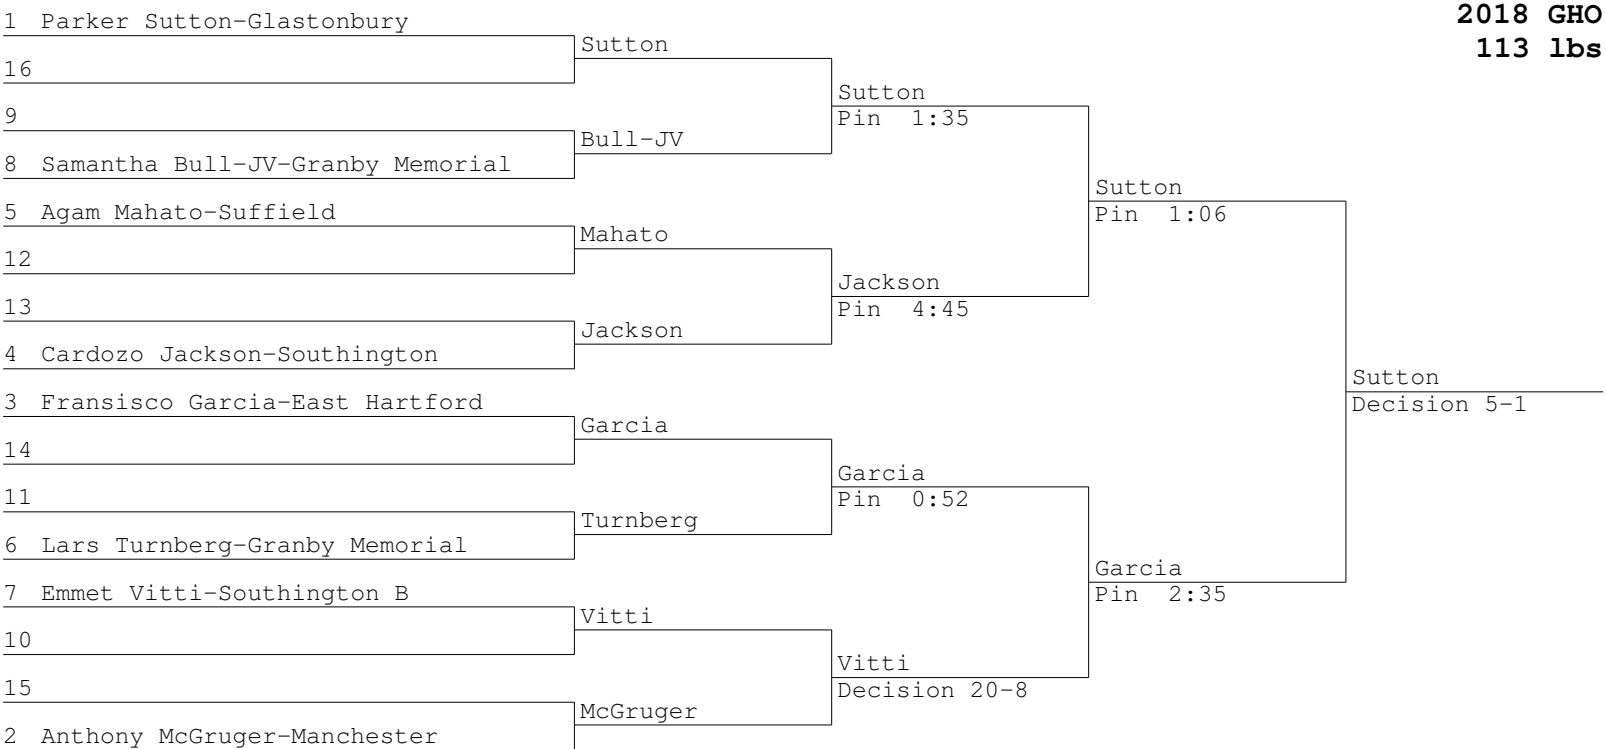 2018 GHO
113 lbs
1 Parker Sutton-Glastonbury
16
9
8 Samantha Bull-JV-Granby Memorial
5 Agam Mahato-Suffield
12
13
4 Cardozo Jackson-Southington
3 Fransisco Garcia-East Hartford
14
11
6 Lars Turnberg-Granby Memorial
7 Emmet Vitti-Southington B
10
15
2 Anthony McGruger-Manchester
Sutton
Bull-JV
Mahato
Jackson
Garcia
Turnberg
Vitti
McGruger
Sutton
Pin 1:35
Jackson
Pin 4:45
Garcia
Pin 0:52
Vitti
Decision 20-8
Sutton
Pin 1:06
Garcia
Pin 2:35
Sutton
Decision 5-1